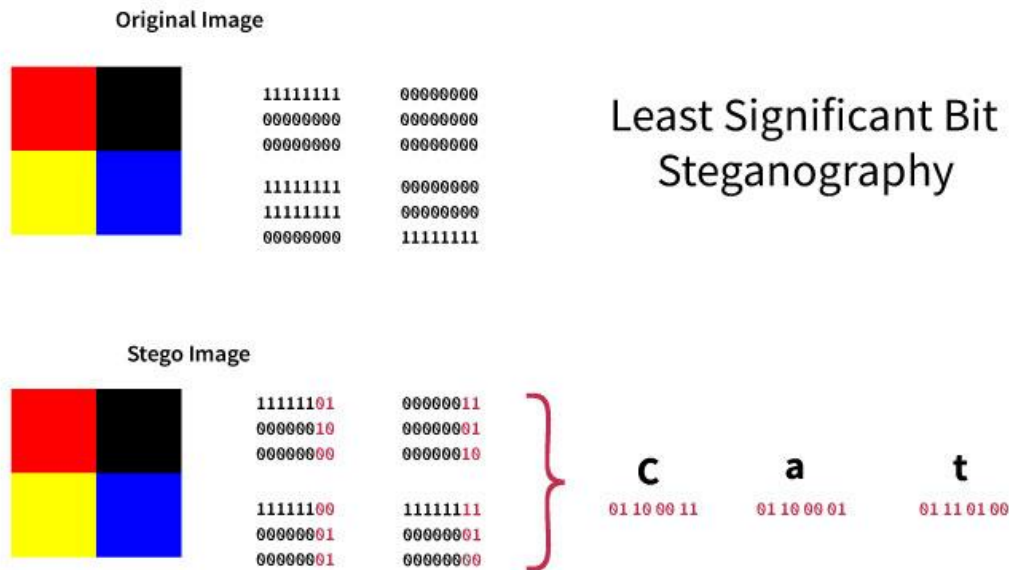 Original Image
11111111 00000000
00000000 00000000
00000000 00000000
11111111 00000000
11111111 00000000
00000000 11111111
Least Significant Bit
Steganography
Stego Image
11111101 00000011
00000010 00000001
00000000 00000010
11111100 11111111
00000001 00000001
00000001 00000000
c a t
01 10 00 11 01 10 00 01 01 11 01 00